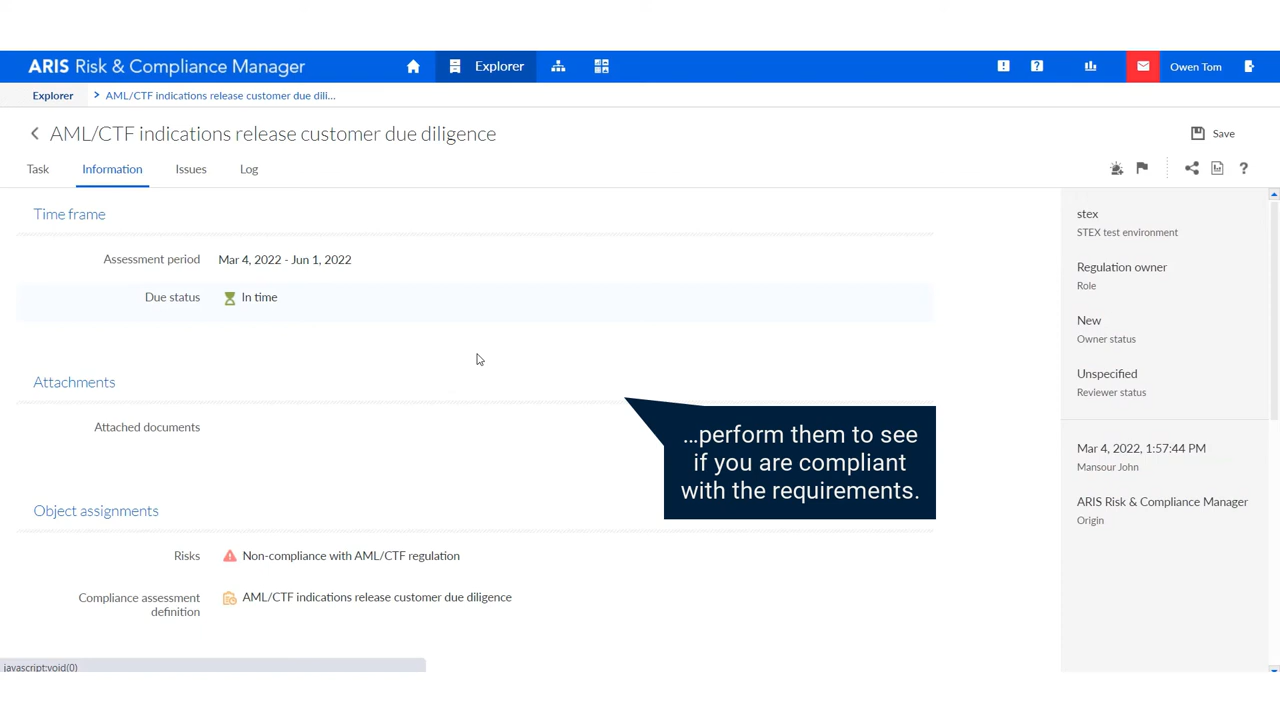 ARIS Risk & Compliance Manager
Explorer
Owen Tom
Explorer > AML/CTF indications release customer due dili...
AML/CTF indications release customer due diligence
Save
Task Information Issues Log
Time frame
Assessment period Mar 4, 2022 - Jun 1, 2022
Due status In time
Attachments
Attached documents
...perform them to see
if you are compliant
with the requirements.
Object assignments
Risks Non-compliance with AML/CTF regulation
Compliance assessment
definition
AML/CTF indications release customer due diligence
stex
STEX test environment
Regulation owner
Role
New
Owner status
Unspecified
Reviewer status
Mar 4, 2022, 1:57:44 PM
Mansour John
ARIS Risk & Compliance Manager
Origin
javascript:void(0)